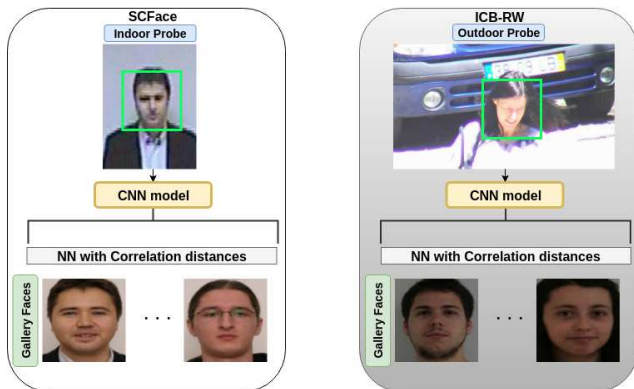 SCFace
Indoor Probe
CNN model
NN with Correlation distances
Gallery Faces
. . .
ICB-RW
Outdoor Probe
CNN model
NN with Correlation distances
Gallery Faces
. . .